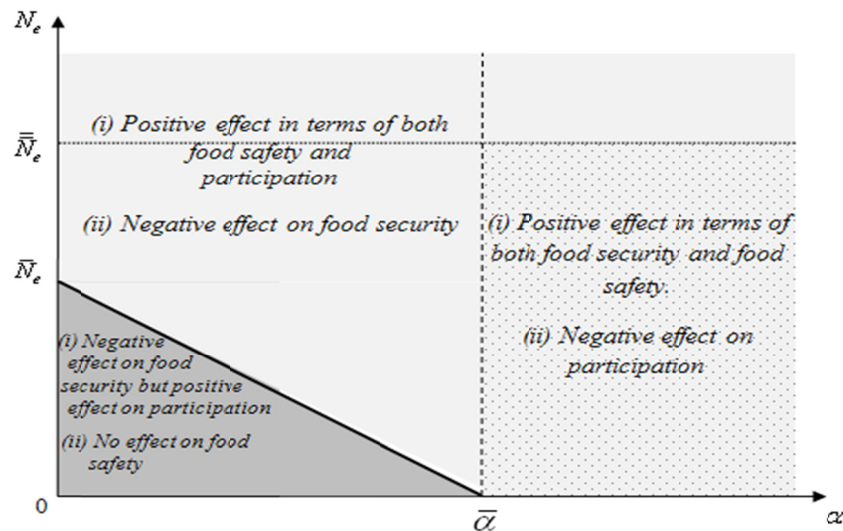 N_e
(i) Positive effect in terms of both
food safety and
participation
N̿_e
(ii) Negative effect on food security
(i) Positive effect in terms of
both food security and food
safety.
(ii) Negative effect on
participation
N̄_e
(i) Negative
effect on food
security but positive
effect on participation
(ii) No effect on food
safety
0
α̅
α